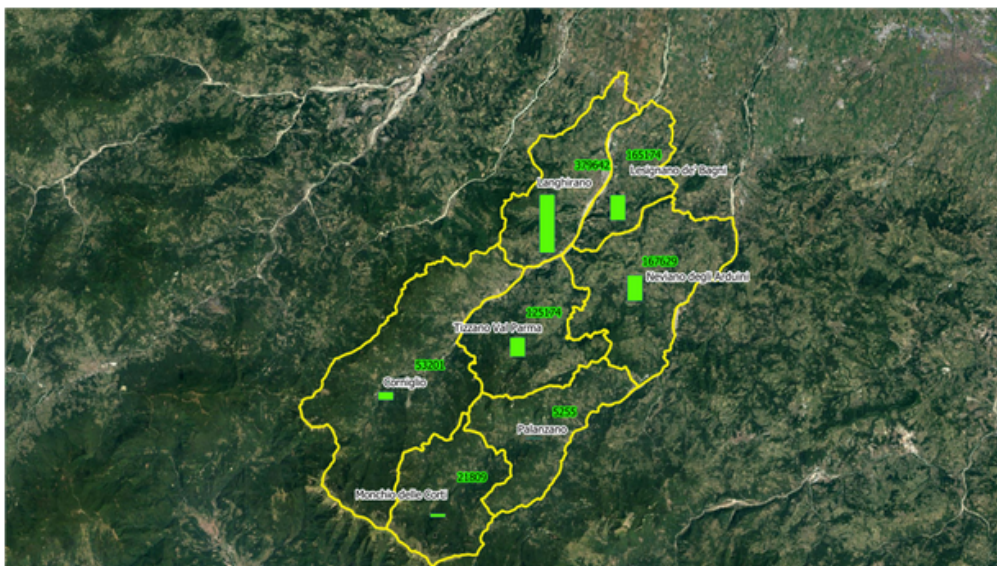 379642
165174
Langhirano
Lesignano de' Bagni
167629
Neviano degli Arduini
125174
Tizzano Val Parma
53201
Corniglio
5255
Palanzano
21809
Monchio delle Corti